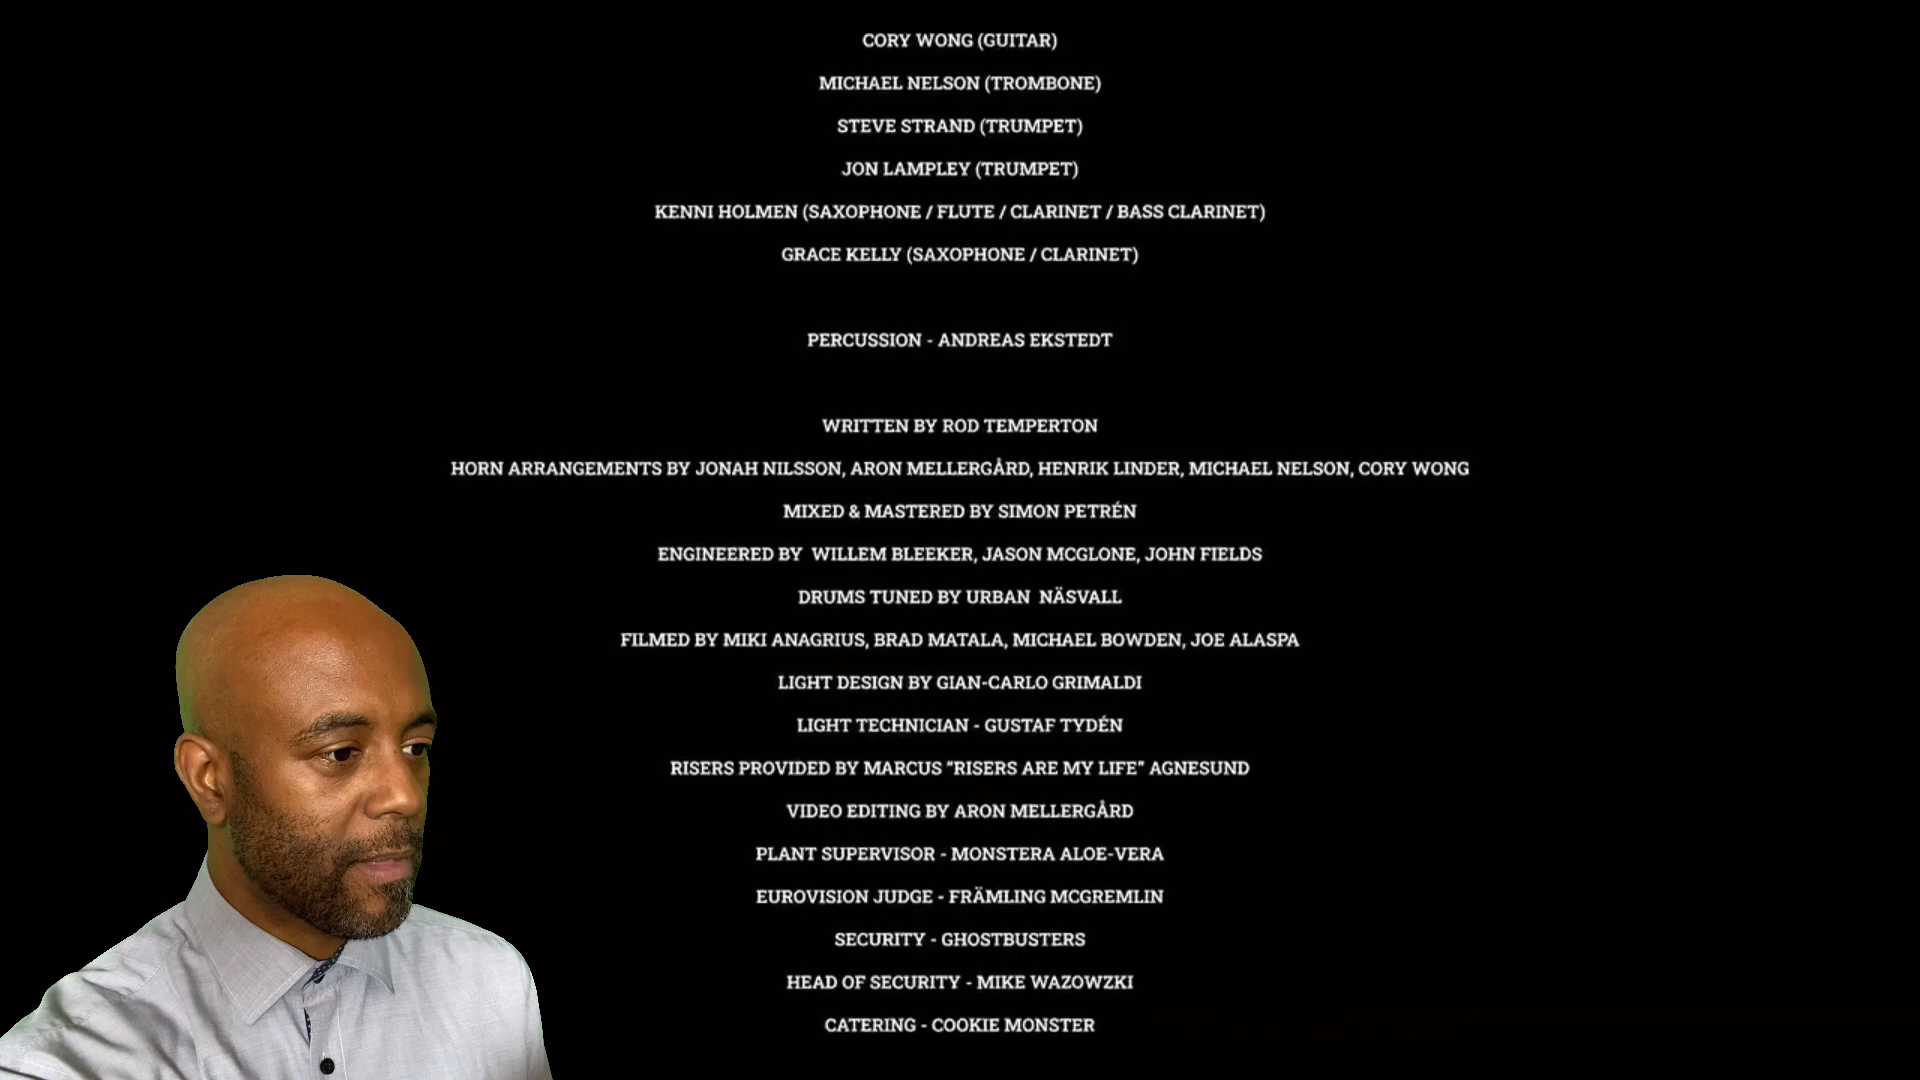 CORY WONG (GUITAR)
MICHAEL NELSON (TROMBONE)
STEVE STRAND (TRUMPET)
JON LAMPLEY (TRUMPET)
KENNI HOLMEN (SAXOPHONE / FLUTE / CLARINET / BASS CLARINET)
GRACE KELLY (SAXOPHONE / CLARINET)
PERCUSSION - ANDREAS EKSTEDT
WRITTEN BY ROD TEMPERTON
HORN ARRANGEMENTS BY JONAH NILSSON, ARON MELLERGÅRD, HENRIK LINDER, MICHAEL NELSON, CORY WONG
MIXED & MASTERED BY SIMON PETRÉN
ENGINEERED BY  WILLEM BLEEKER, JASON MCGLONE, JOHN FIELDS
DRUMS TUNED BY URBAN  NÄSVALL
FILMED BY MIKI ANAGRIUS, BRAD MATALA, MICHAEL BOWDEN, JOE ALASPA
LIGHT DESIGN BY GIAN-CARLO GRIMALDI
LIGHT TECHNICIAN - GUSTAF TYDÉN
RISERS PROVIDED BY MARCUS "RISERS ARE MY LIFE" AGNESUND
VIDEO EDITING BY ARON MELLERGÅRD
PLANT SUPERVISOR - MONSTERA ALOE-VERA
EUROVISION JUDGE - FRÄMLING MCGREMLIN
SECURITY - GHOSTBUSTERS
HEAD OF SECURITY - MIKE WAZOWZKI
CATERING - COOKIE MONSTER